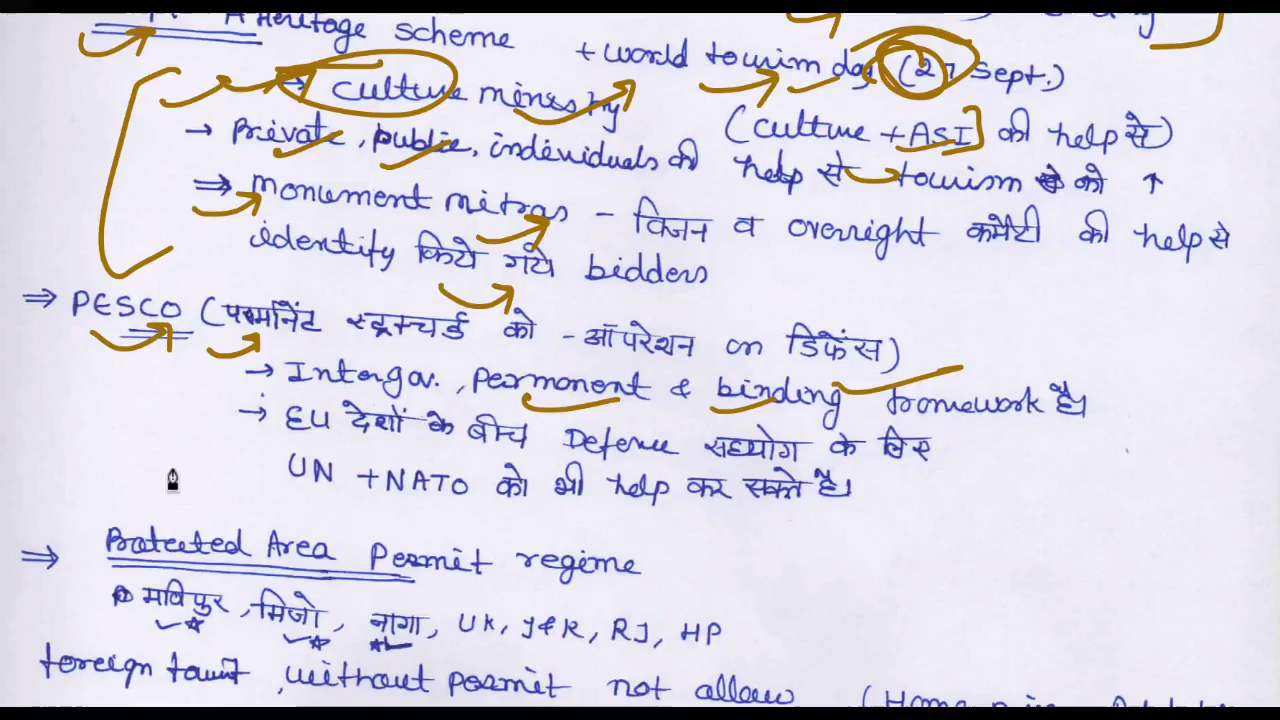 A Heritage scheme + world tourism day (27 Sept.)
→ culture ministry (culture + ASI] की help से)
→ Private, public, individuals की help से tourism को ↑
⇒ monument mitras - विजन व oversight कमेटी की help से
identify किये गये bidders
⇒ PESCO (परमानेंट स्ट्रक्चर्ड को - ऑपरेशन on डिफेंस)
→ Intergov., permonent & binding framework है।
→ EU देशों के बीच Defence सहयोग के लिए
UN + NATO को भी help कर सकते है।
⇒ Protected Area Permit regime
मणिपुर, मिजो, नागा, UK, J&K, RJ, HP
foreign tourist, without permit not allow